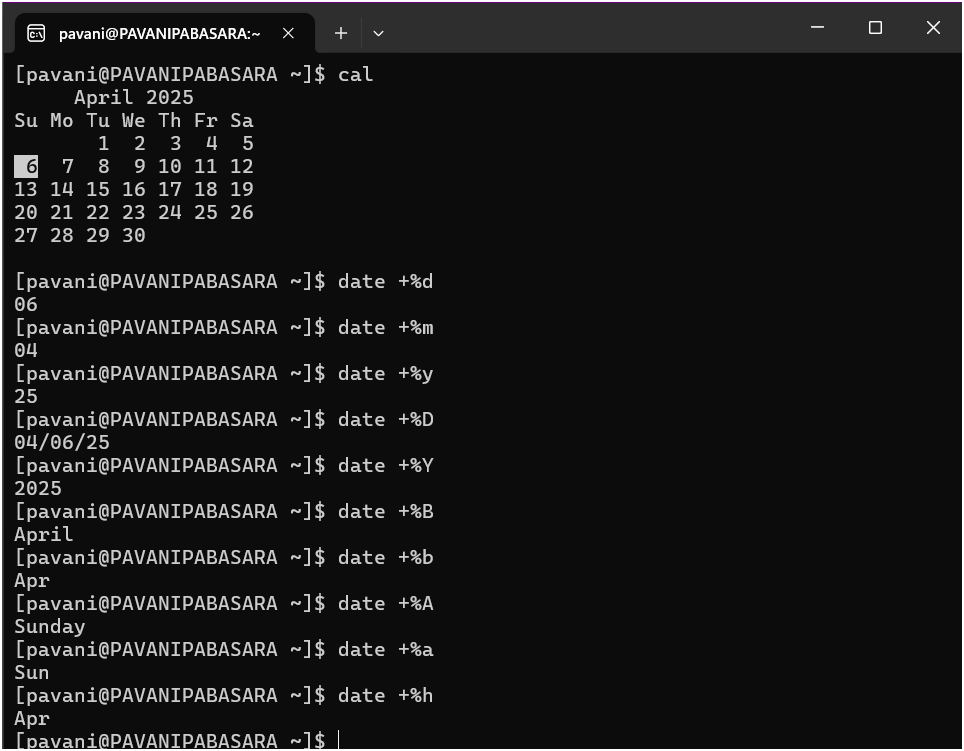 pavani@PAVANIPABASARA:~
[pavani@PAVANIPABASARA ~]$ cal
     April 2025
Su Mo Tu We Th Fr Sa
       1  2  3  4  5
 6  7  8  9 10 11 12
13 14 15 16 17 18 19
20 21 22 23 24 25 26
27 28 29 30
[pavani@PAVANIPABASARA ~]$ date +%d
06
[pavani@PAVANIPABASARA ~]$ date +%m
04
[pavani@PAVANIPABASARA ~]$ date +%y
25
[pavani@PAVANIPABASARA ~]$ date +%D
04/06/25
[pavani@PAVANIPABASARA ~]$ date +%Y
2025
[pavani@PAVANIPABASARA ~]$ date +%B
April
[pavani@PAVANIPABASARA ~]$ date +%b
Apr
[pavani@PAVANIPABASARA ~]$ date +%A
Sunday
[pavani@PAVANIPABASARA ~]$ date +%a
Sun
[pavani@PAVANIPABASARA ~]$ date +%h
Apr
[pavani@PAVANIPABASARA ~]$